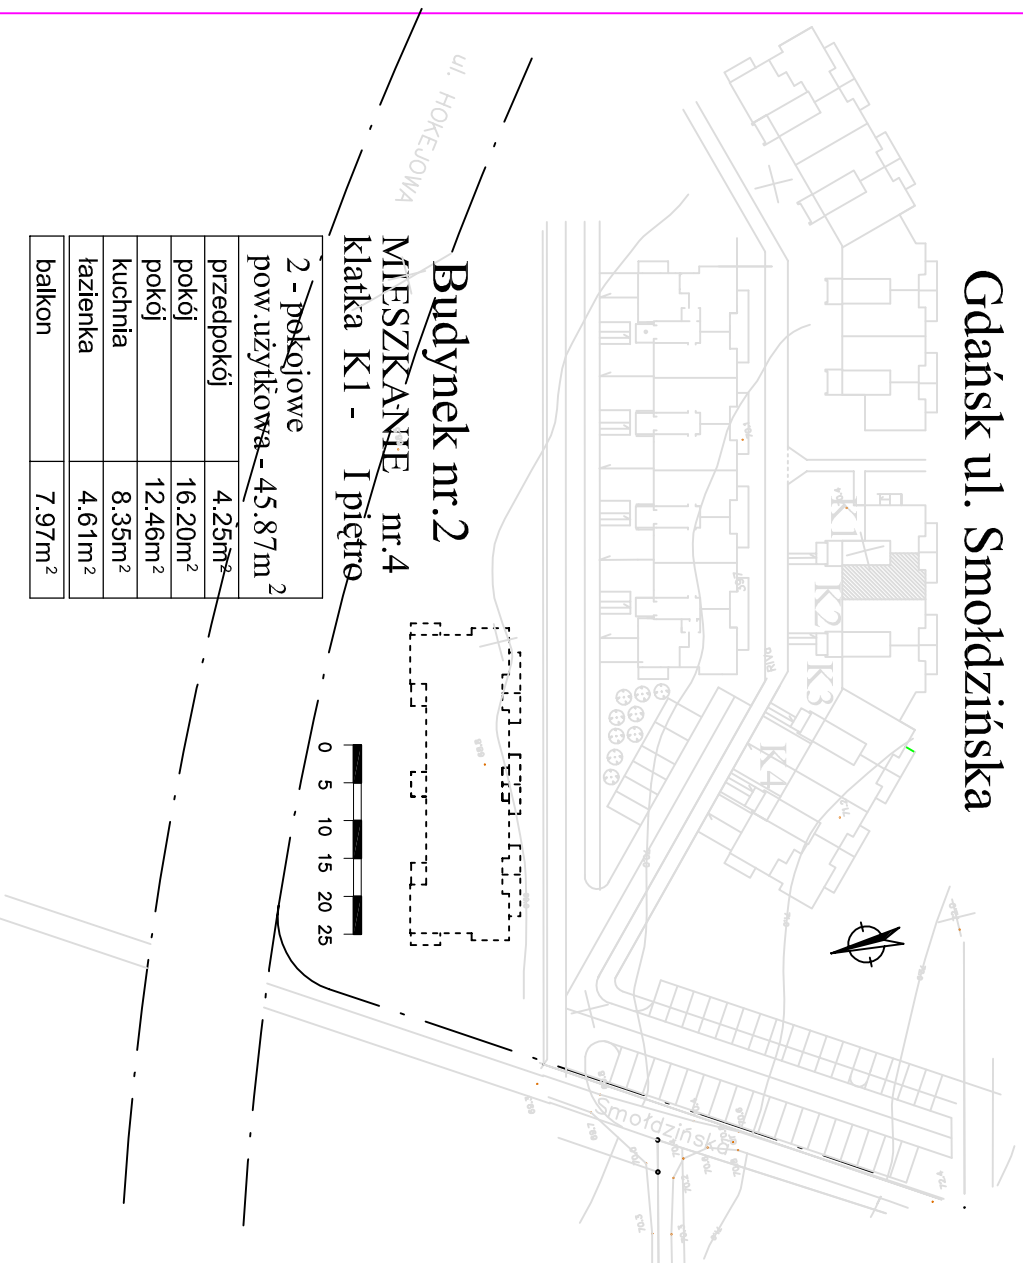 Gdańsk ul. Smołdzińska
ul. HOKEJOWA
Budynek nr.2
MIESZKANIE nr.4
klatka K1 - I piętro
2 - pokojowe
pow.użytkowa - 45.87m²
przedpokój 4.25m²
pokój 16.20m²
pokój 12.46m²
kuchnia 8.35m²
łazienka 4.61m²
balkon 7.97m²
K1
K2
K3
K4
0 5 10 15 20 25
Smołdzińska